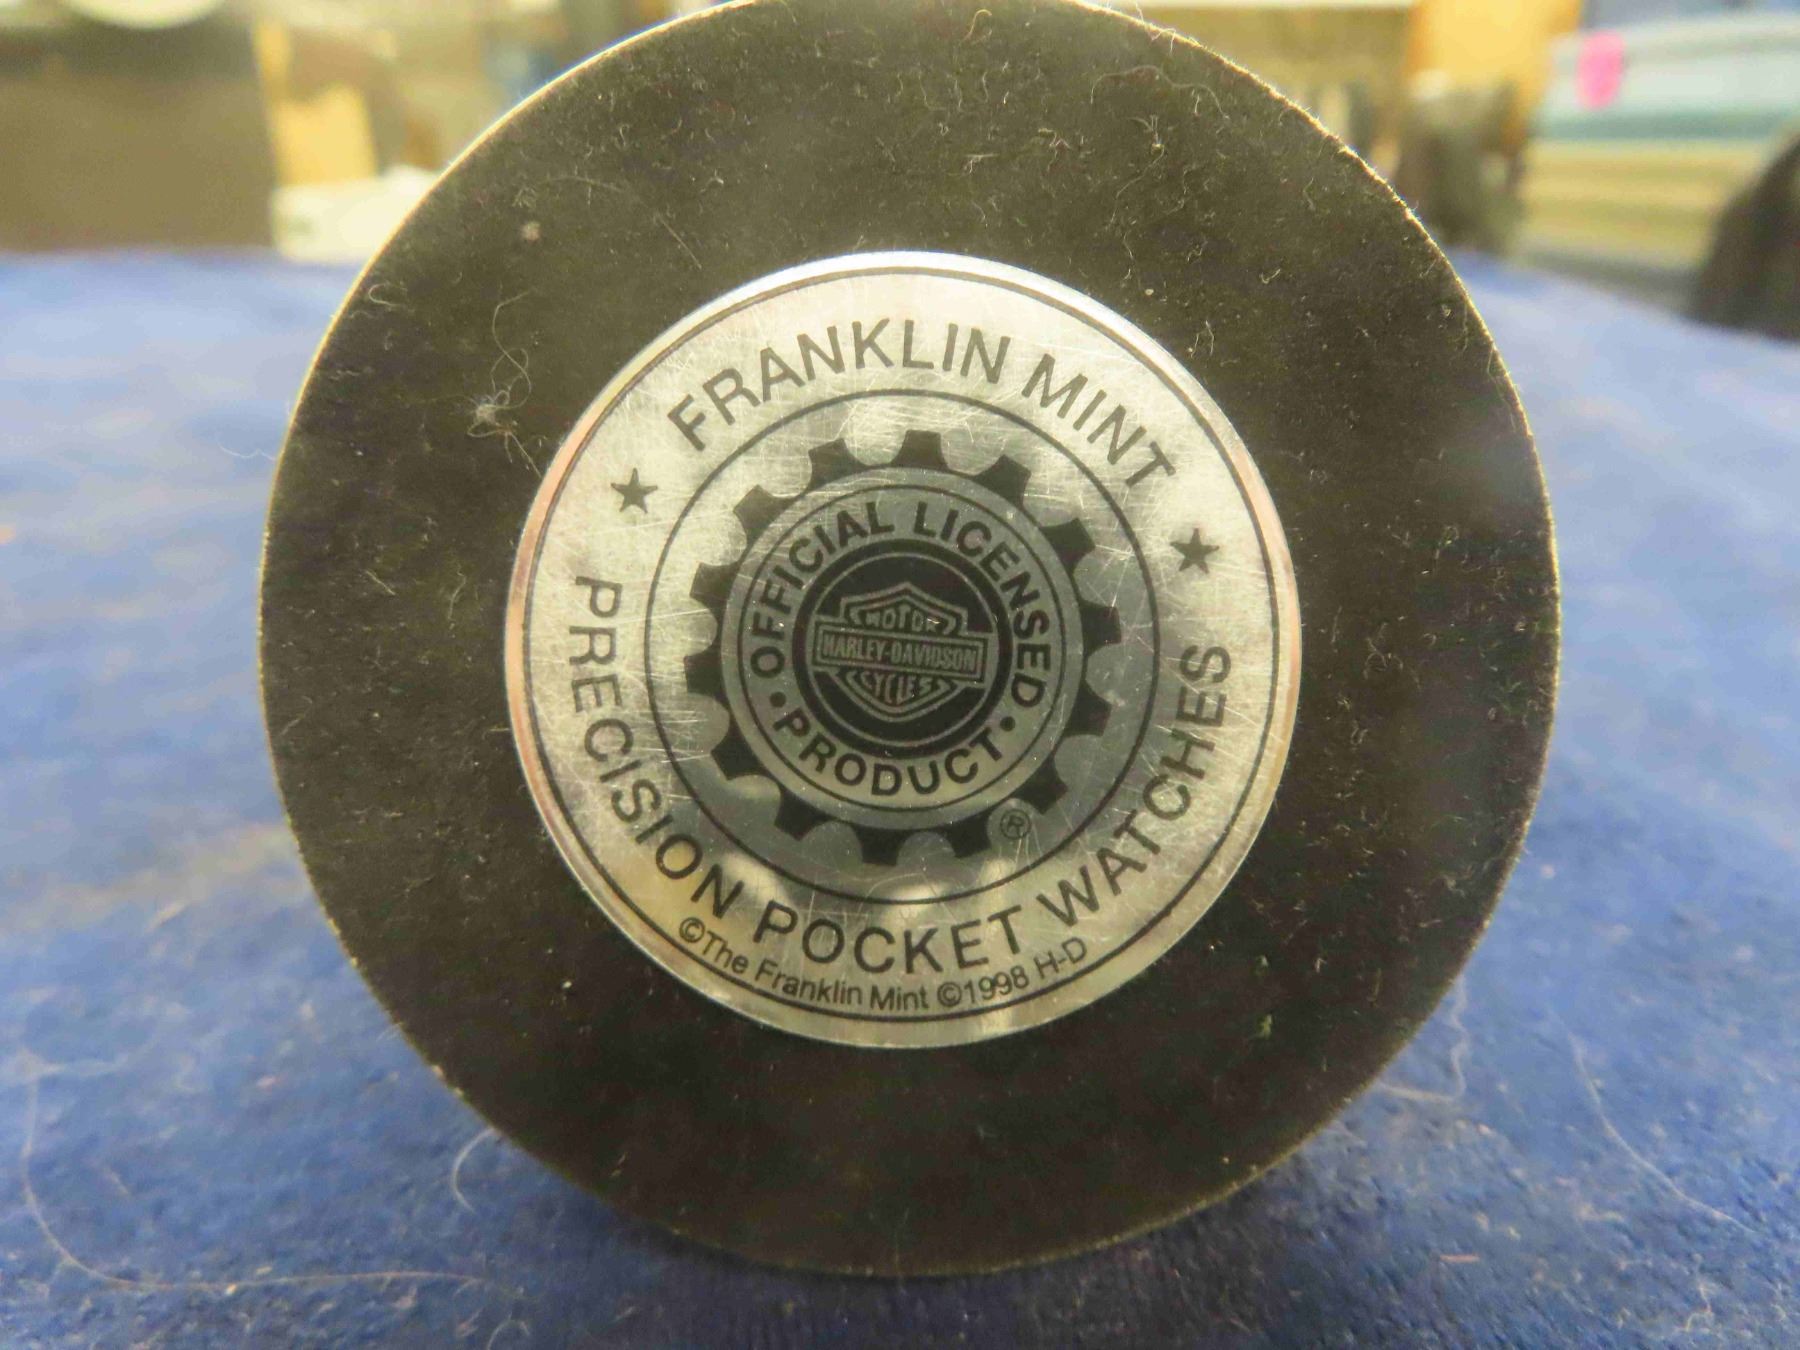 ★ FRANKLIN MINT ★
PRECISION POCKET WATCHES
©The Franklin Mint ©1998 H-D
OFFICIAL LICENSED
• PRODUCT •
MOTOR
HARLEY-DAVIDSON
CYCLES
®